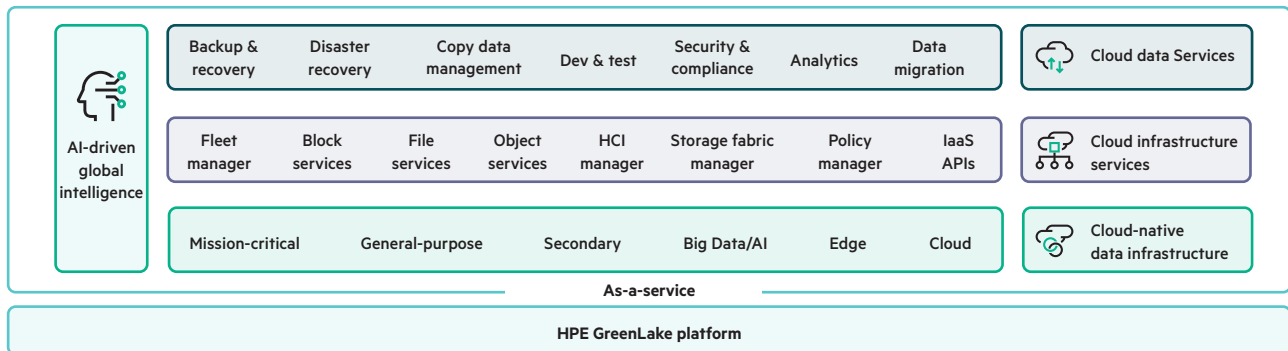 AI-driven
global
intelligence
Backup &
recovery
Disaster
recovery
Copy data
management
Dev & test
Security &
compliance
Analytics
Data
migration
Cloud data Services
Fleet
manager
Block
services
File
services
Object
services
HCI
manager
Storage fabric
manager
Policy
manager
IaaS
APIs
Cloud infrastructure
services
Mission-critical
General-purpose
Secondary
Big Data/AI
Edge
Cloud
Cloud-native
data infrastructure
As-a-service
HPE GreenLake platform